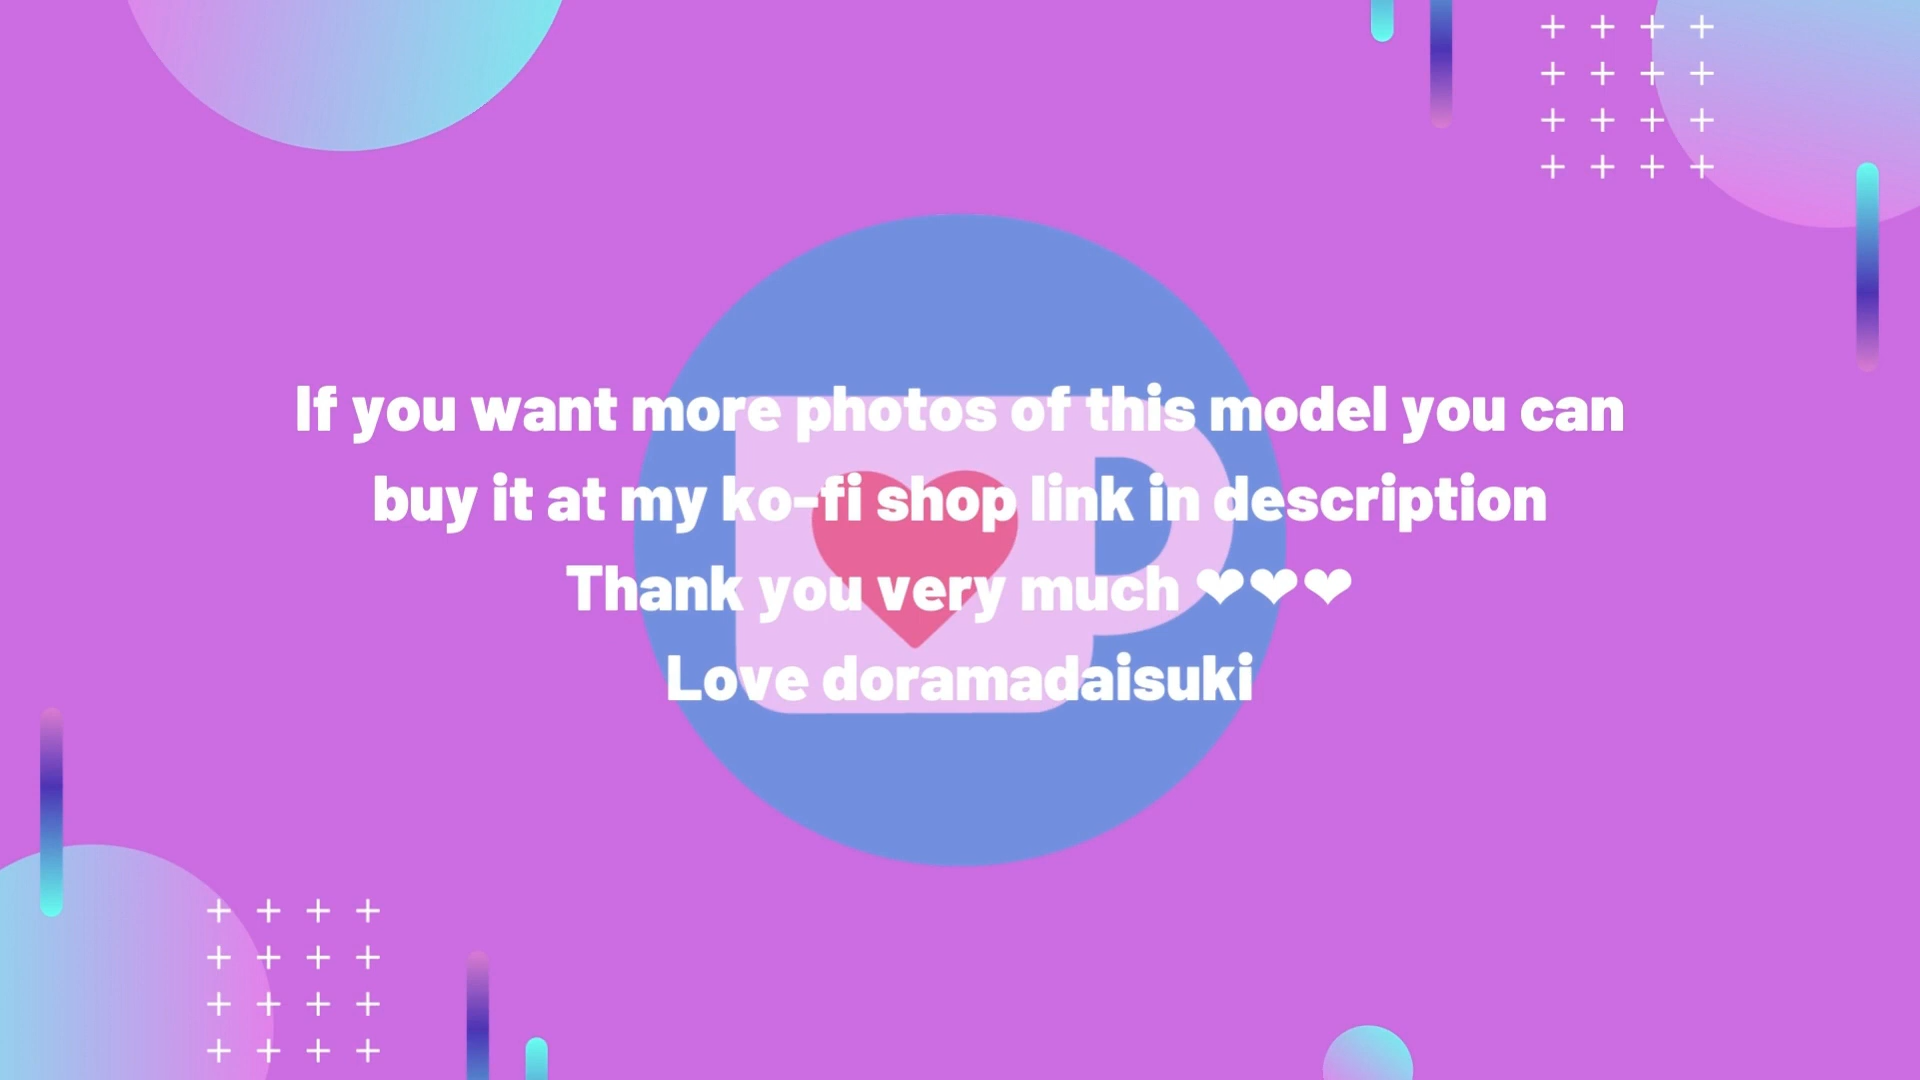 If you want more photos of this model you can
buy it at my ko-fi shop link in description
Thank you very much ❤❤❤
Love doramadaisuki